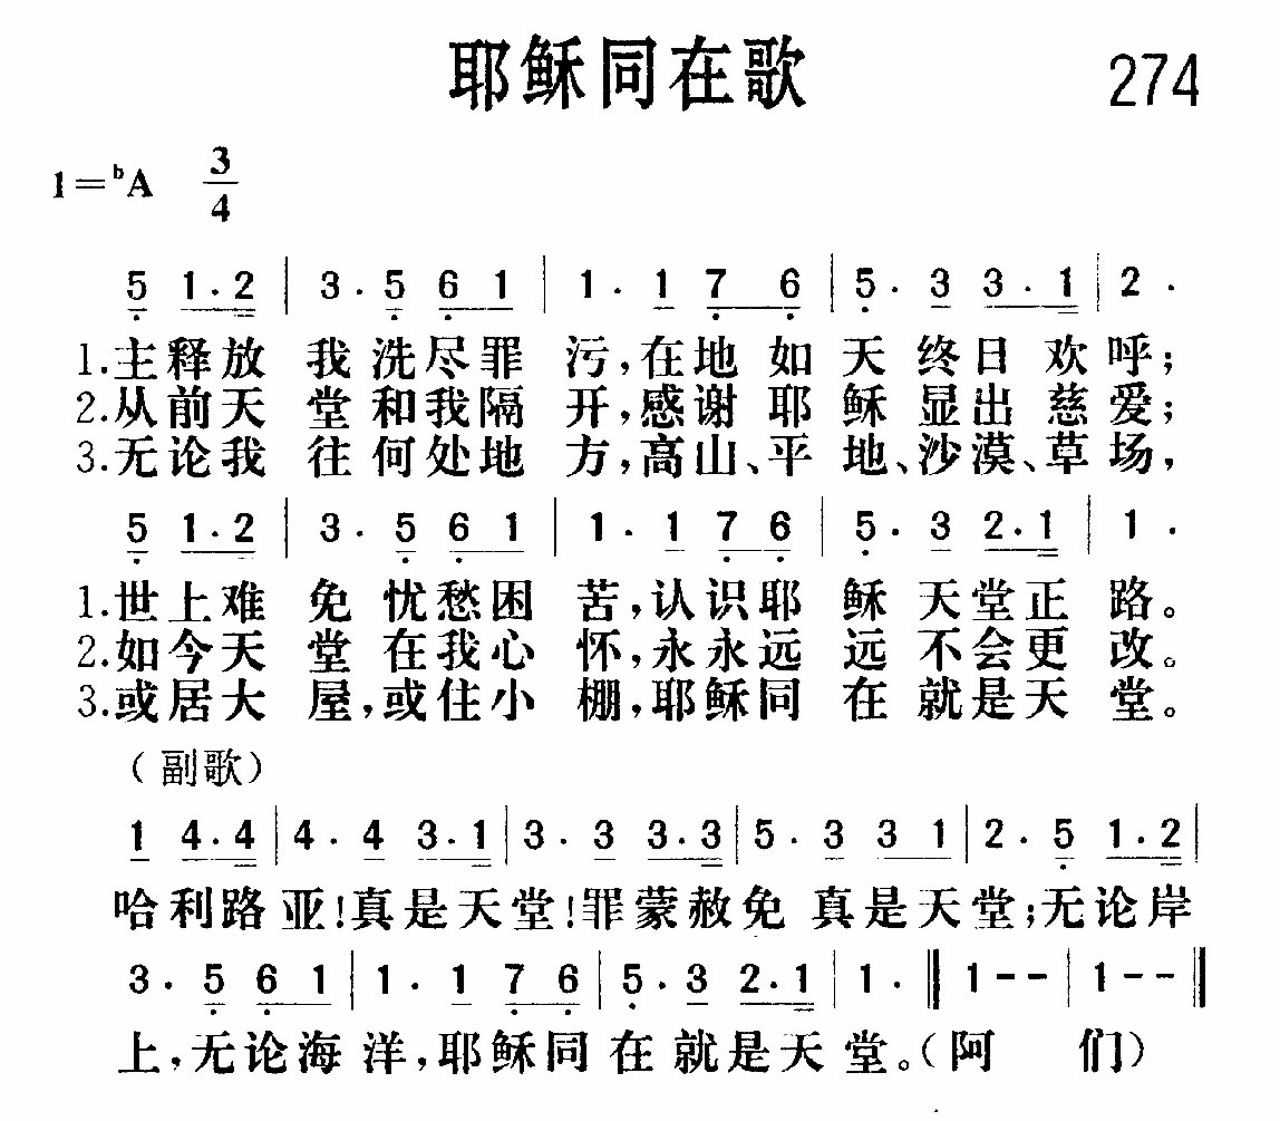 耶稣同在歌 274
1=ᵇA 3/4
5 1·2 | 3·5 6 1 | 1·1 7 6 | 5·3 3·1 | 2·
1.主释放 我洗尽罪 污,在地如 天终日欢 呼;
2.从前天 堂和我隔 开,感谢耶 稣显出慈 爱;
3.无论我 往何处地 方,高山、平 地、沙漠、草 场,
5 1·2 | 3·5 6 1 | 1·1 7 6 | 5·3 2·1 | 1·
1.世上难 免忧愁困 苦,认识耶 稣天堂正 路。
2.如今天 堂在我心 怀,永永远 远不会更 改。
3.或居大 屋,或住小 棚,耶稣同 在就是天 堂。
(副歌)
1 4·4 | 4·4 3·1 | 3·3 3·3 | 5·3 3 1 | 2·5 1·2 |
哈利路 亚!真是天 堂!罪蒙赦免 真是天堂;无论岸
3·5 6 1 | 1·1 7 6 | 5·3 2·1 | 1· ‖ 1-- | 1-- ‖
上,无论海 洋,耶稣同 在就是天 堂。(阿 们)